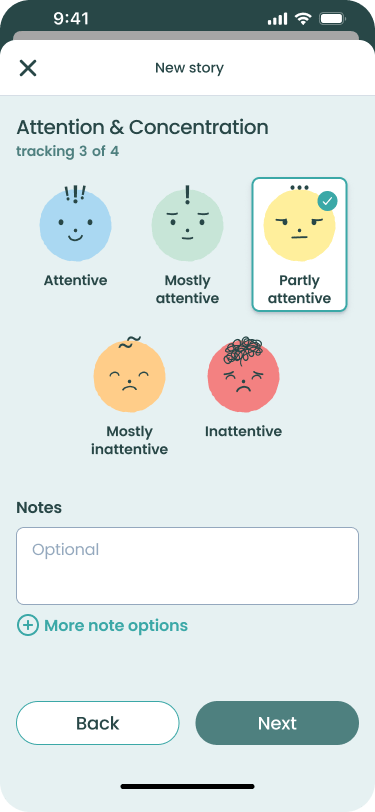 9:41
New story
Attention & Concentration
tracking 3 of 4
Attentive
Mostly
attentive
Partly
attentive
Mostly
inattentive
Inattentive
Notes
Optional
More note options
Back
Next